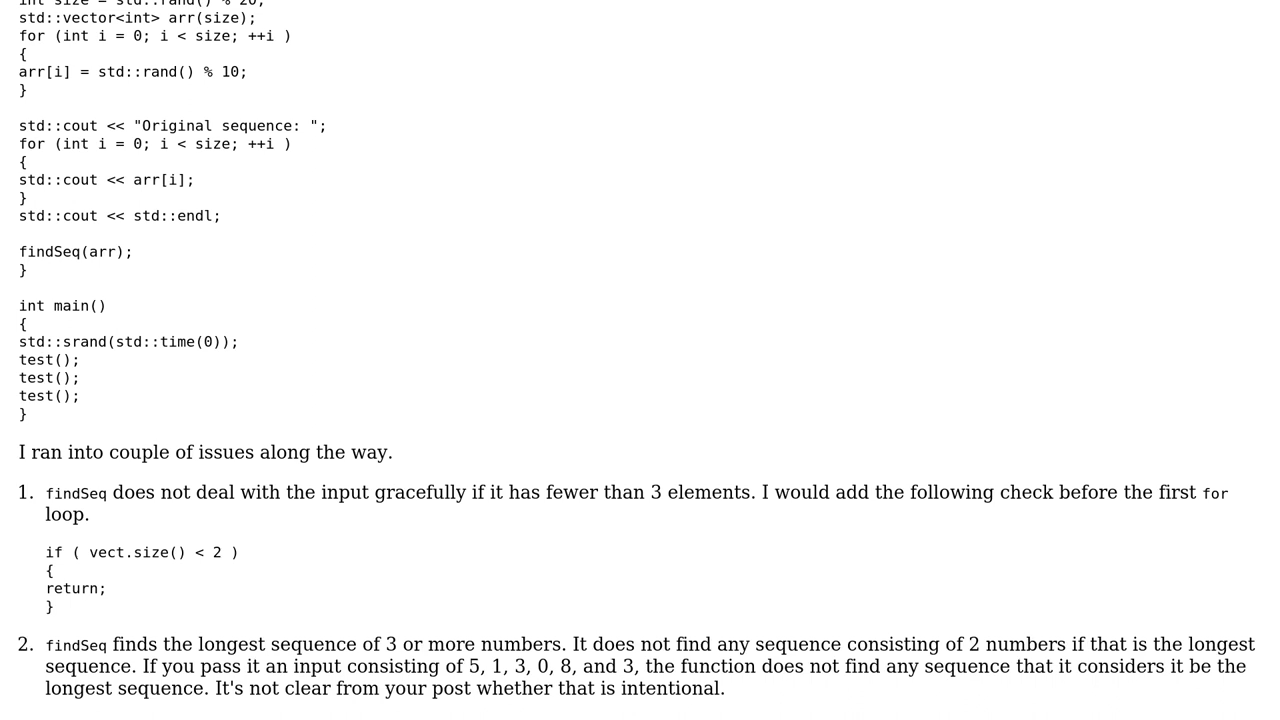 int size = std::rand() % 20;
std::vector<int> arr(size);
for (int i = 0; i < size; ++i )
{
arr[i] = std::rand() % 10;
}
std::cout << "Original sequence: ";
for (int i = 0; i < size; ++i )
{
std::cout << arr[i];
}
std::cout << std::endl;
findSeq(arr);
}
int main()
{
std::srand(std::time(0));
test();
test();
test();
}
I ran into couple of issues along the way.
1. findSeq does not deal with the input gracefully if it has fewer than 3 elements. I would add the following check before the first for
loop.
if ( vect.size() < 2 )
{
return;
}
2. findSeq finds the longest sequence of 3 or more numbers. It does not find any sequence consisting of 2 numbers if that is the longest
sequence. If you pass it an input consisting of 5, 1, 3, 0, 8, and 3, the function does not find any sequence that it considers it be the
longest sequence. It's not clear from your post whether that is intentional.